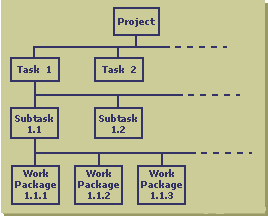 Project
Task 1
Task 2
Subtask
1.1
Subtask
1.2
Work
Package
1.1.1
Work
Package
1.1.2
Work
Package
1.1.3